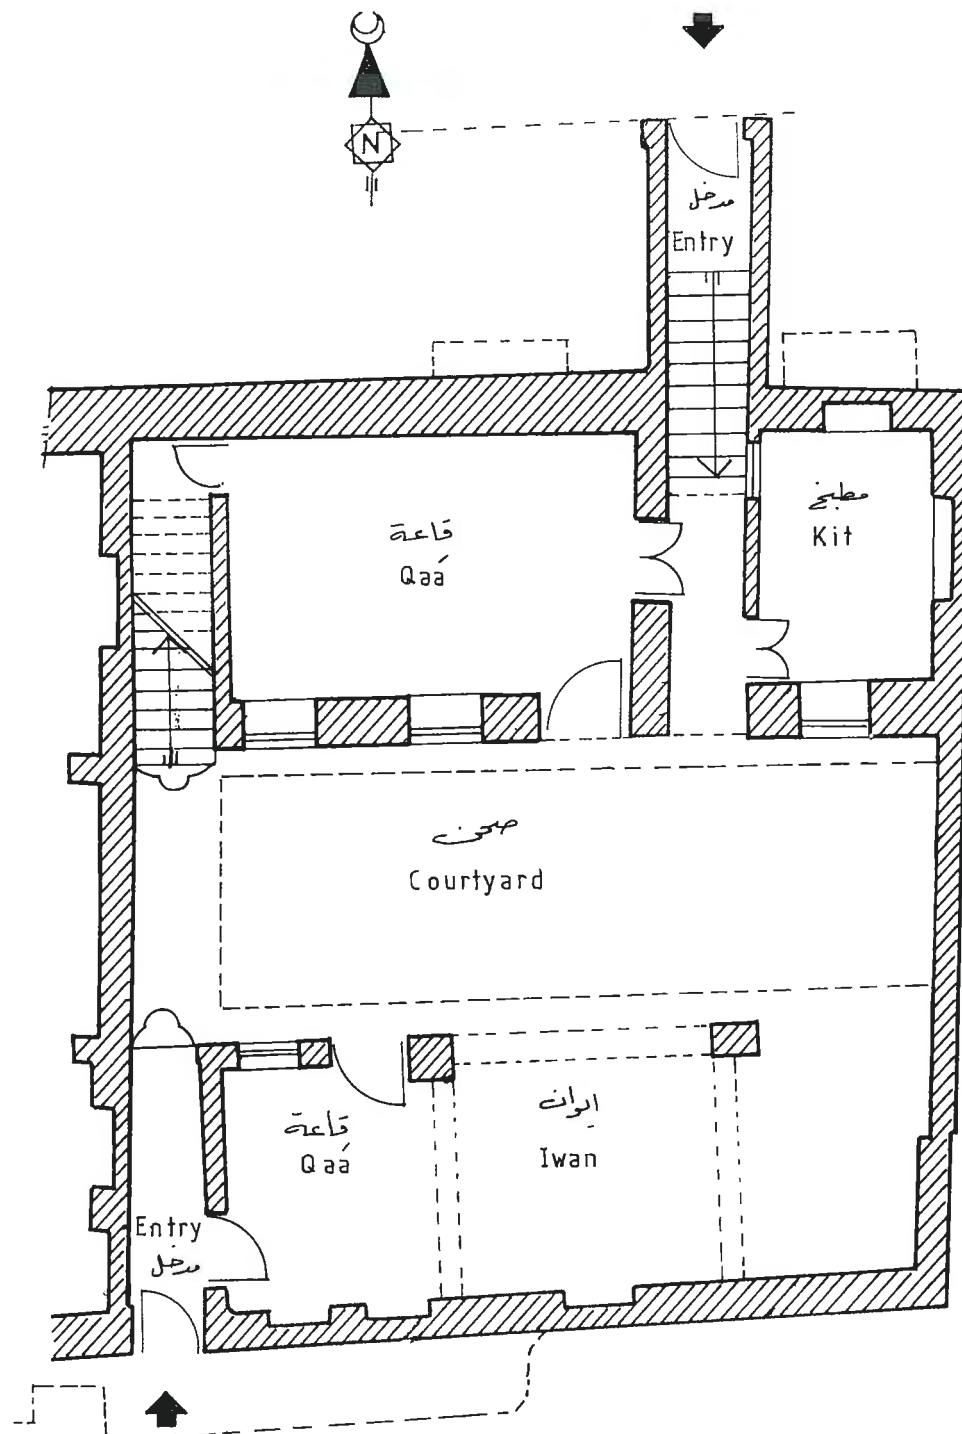 N
مدخل
Entry
قاعة
Qaá
مطبخ
Kit
صحن
Courtyard
قاعة
Qaá
ايوان
Iwan
Entry
مدخل